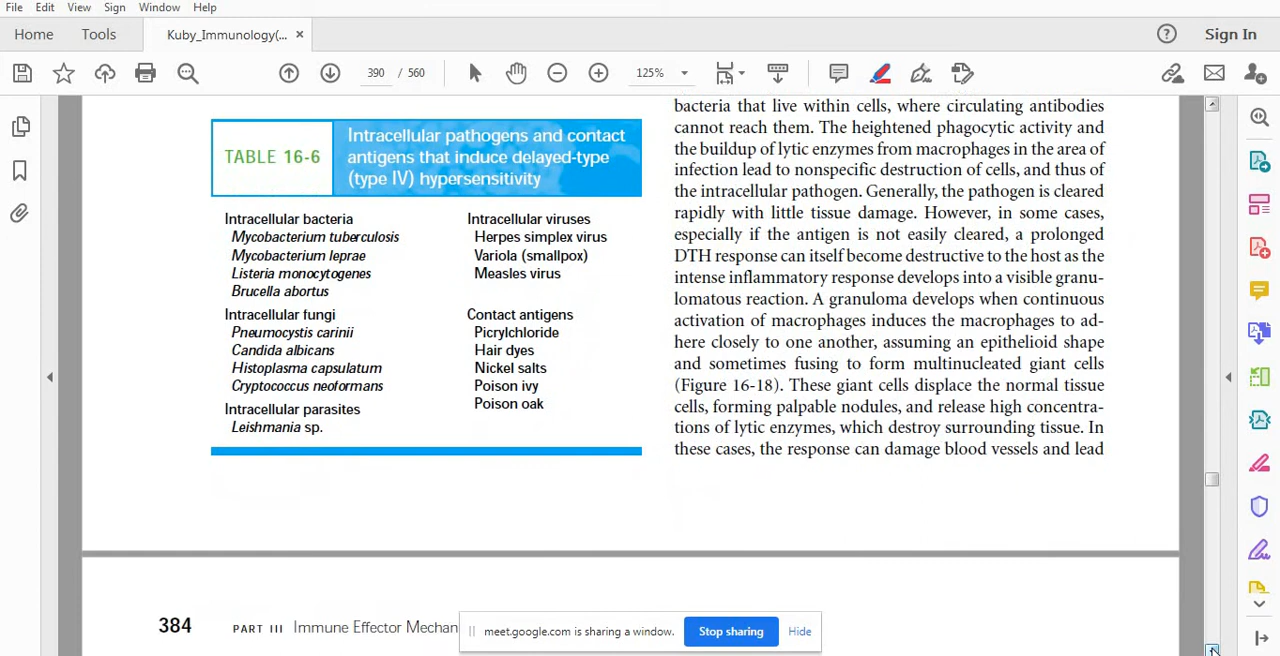 File Edit View Sign Window Help
Home Tools Kuby_Immunology(... × Sign In
390 / 560 125%
TABLE 16-6
Intracellular pathogens and contact
antigens that induce delayed-type
(type IV) hypersensitivity
Intracellular bacteria
Mycobacterium tuberculosis
Mycobacterium leprae
Listeria monocytogenes
Brucella abortus
Intracellular fungi
Pneumocystis carinii
Candida albicans
Histoplasma capsulatum
Cryptococcus neoformans
Intracellular parasites
Leishmania sp.
Intracellular viruses
Herpes simplex virus
Variola (smallpox)
Measles virus
Contact antigens
Picrylchloride
Hair dyes
Nickel salts
Poison ivy
Poison oak
bacteria that live within cells, where circulating antibodies
cannot reach them. The heightened phagocytic activity and
the buildup of lytic enzymes from macrophages in the area of
infection lead to nonspecific destruction of cells, and thus of
the intracellular pathogen. Generally, the pathogen is cleared
rapidly with little tissue damage. However, in some cases,
especially if the antigen is not easily cleared, a prolonged
DTH response can itself become destructive to the host as the
intense inflammatory response develops into a visible granu-
lomatous reaction. A granuloma develops when continuous
activation of macrophages induces the macrophages to ad-
here closely to one another, assuming an epithelioid shape
and sometimes fusing to form multinucleated giant cells
(Figure 16-18). These giant cells displace the normal tissue
cells, forming palpable nodules, and release high concentra-
tions of lytic enzymes, which destroy surrounding tissue. In
these cases, the response can damage blood vessels and lead
384 PART III Immune Effector Mechan
meet.google.com is sharing a window. Stop sharing Hide